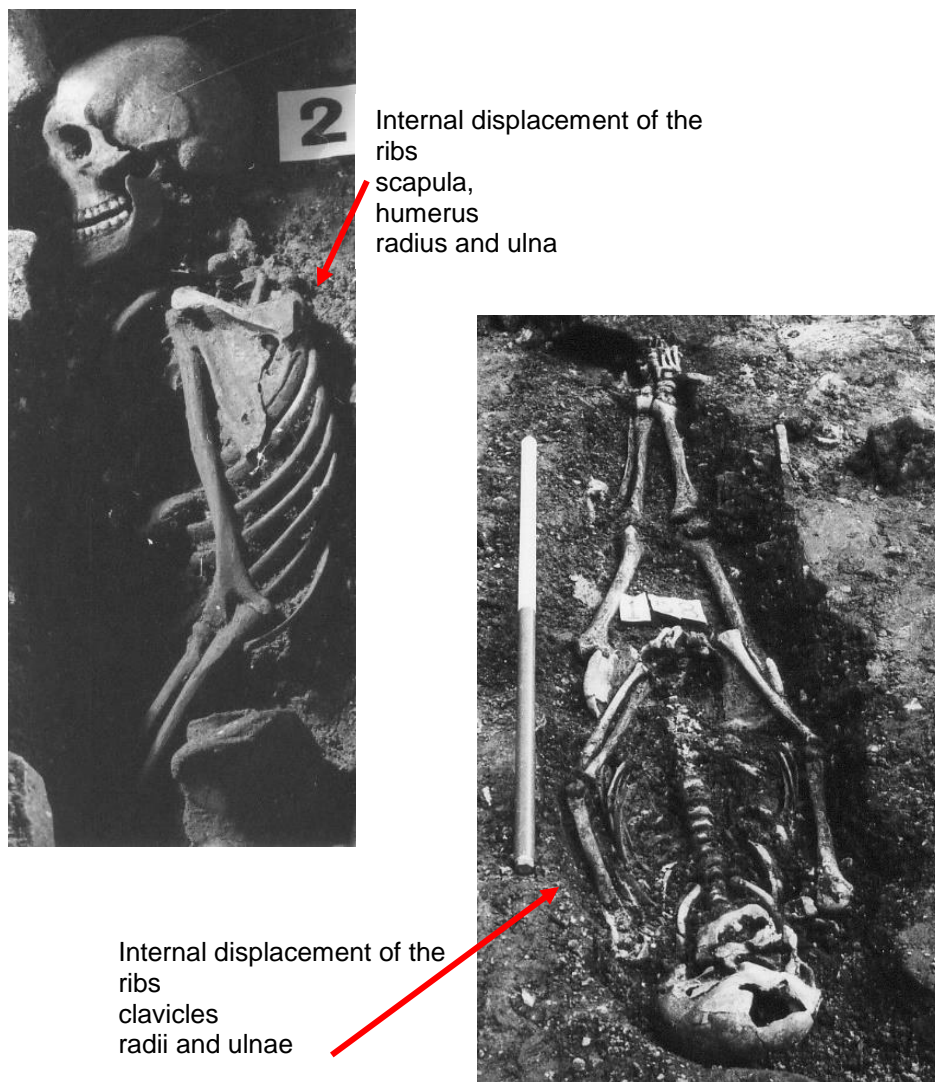 2
Internal displacement of the
ribs
scapula,
humerus
radius and ulna
Internal displacement of the
ribs
clavicles
radii and ulnae